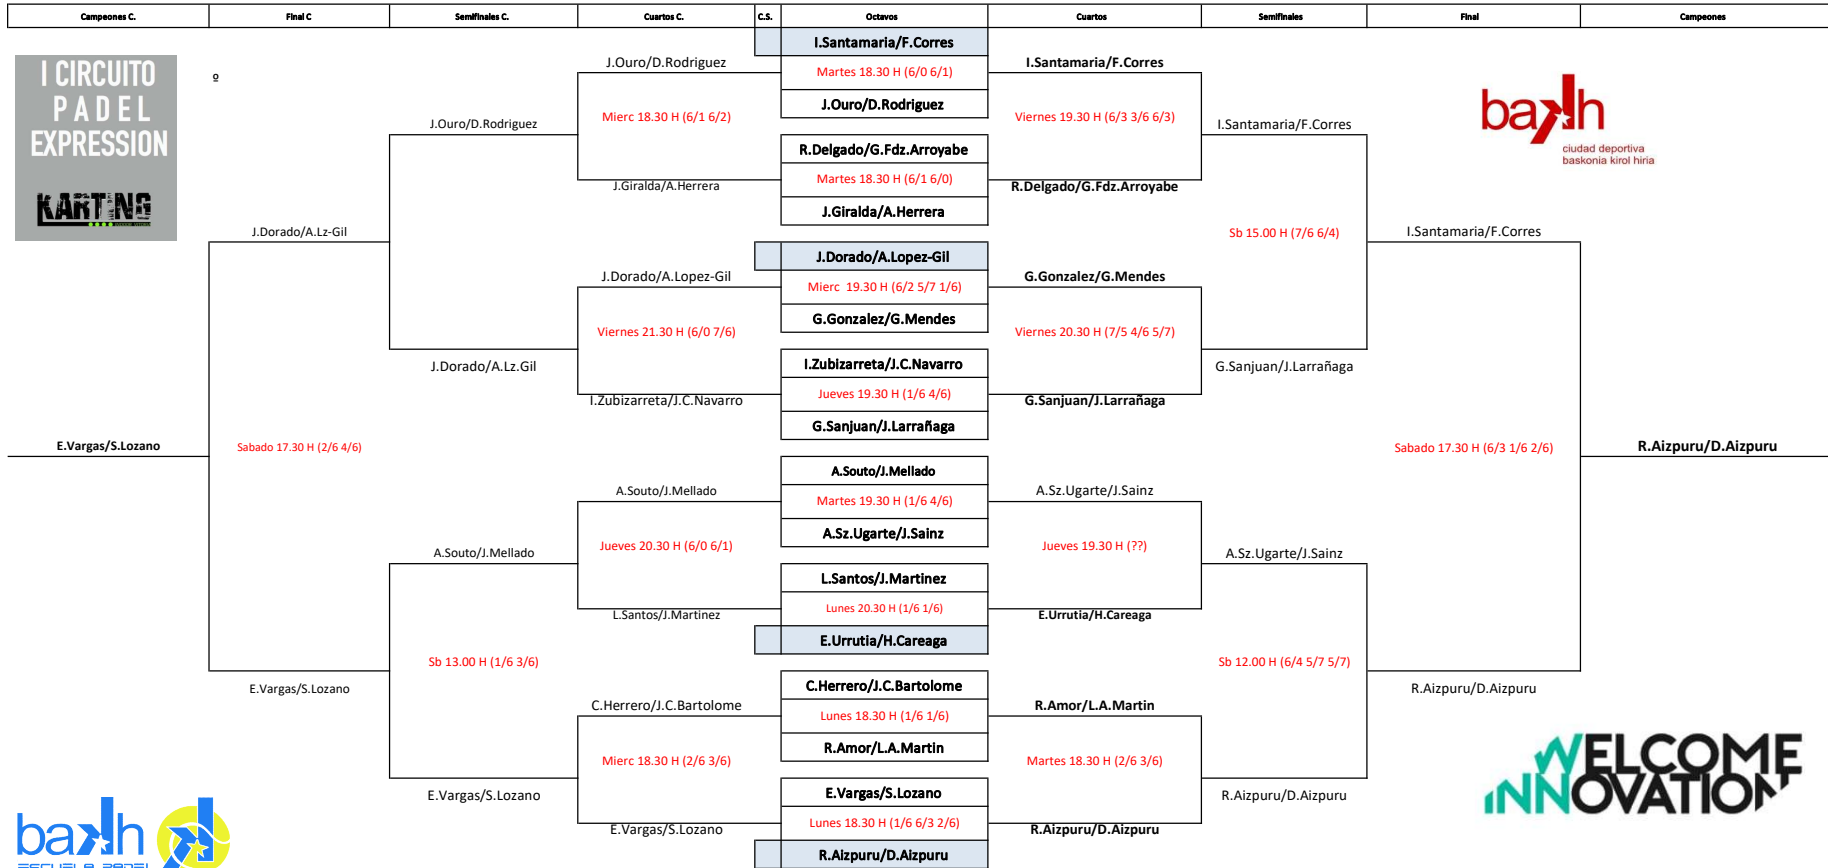 Campeones C. Final C Semifinales C. Cuartos C. C.S. Octavos Cuartos Semifinales Final Campeones
I.Santamaria/F.Corres
J.Ouro/D.Rodriguez Martes 18.30 H (6/0 6/1) I.Santamaria/F.Corres
I CIRCUITO
PADEL
EXPRESSION
KARTING
º
J.Ouro/D.Rodriguez
J.Ouro/D.Rodriguez Mierc 18.30 H (6/1 6/2) Viernes 19.30 H (6/3 3/6 6/3) I.Santamaria/F.Corres
bakh
ciudad deportiva
baskonia kirol hiria
R.Delgado/G.Fdz.Arroyabe
J.Giralda/A.Herrera Martes 18.30 H (6/1 6/0) R.Delgado/G.Fdz.Arroyabe
J.Giralda/A.Herrera
J.Dorado/A.Lz-Gil Sb 15.00 H (7/6 6/4) I.Santamaria/F.Corres
J.Dorado/A.Lopez-Gil
J.Dorado/A.Lopez-Gil Mierc 19.30 H (6/2 5/7 1/6) G.Gonzalez/G.Mendes
G.Gonzalez/G.Mendes
Viernes 21.30 H (6/0 7/6) Viernes 20.30 H (7/5 4/6 5/7)
J.Dorado/A.Lz.Gil I.Zubizarreta/J.C.Navarro G.Sanjuan/J.Larrañaga
I.Zubizarreta/J.C.Navarro Jueves 19.30 H (1/6 4/6) G.Sanjuan/J.Larrañaga
G.Sanjuan/J.Larrañaga
E.Vargas/S.Lozano Sabado 17.30 H (2/6 4/6) Sabado 17.30 H (6/3 1/6 2/6) R.Aizpuru/D.Aizpuru
A.Souto/J.Mellado
A.Souto/J.Mellado Martes 19.30 H (1/6 4/6) A.Sz.Ugarte/J.Sainz
A.Sz.Ugarte/J.Sainz
A.Souto/J.Mellado Jueves 20.30 H (6/0 6/1) Jueves 19.30 H (??) A.Sz.Ugarte/J.Sainz
L.Santos/J.Martinez
L.Santos/J.Martinez Lunes 20.30 H (1/6 1/6) E.Urrutia/H.Careaga
E.Urrutia/H.Careaga
Sb 13.00 H (1/6 3/6) Sb 12.00 H (6/4 5/7 5/7)
E.Vargas/S.Lozano C.Herrero/J.C.Bartolome R.Aizpuru/D.Aizpuru
C.Herrero/J.C.Bartolome Lunes 18.30 H (1/6 1/6) R.Amor/L.A.Martin
R.Amor/L.A.Martin
Mierc 18.30 H (2/6 3/6) Martes 18.30 H (2/6 3/6)
WELCOME
INNOVATION
E.Vargas/S.Lozano E.Vargas/S.Lozano R.Aizpuru/D.Aizpuru
E.Vargas/S.Lozano Lunes 18.30 H (1/6 6/3 2/6) R.Aizpuru/D.Aizpuru
R.Aizpuru/D.Aizpuru
bakh
ESCUELA PADEL